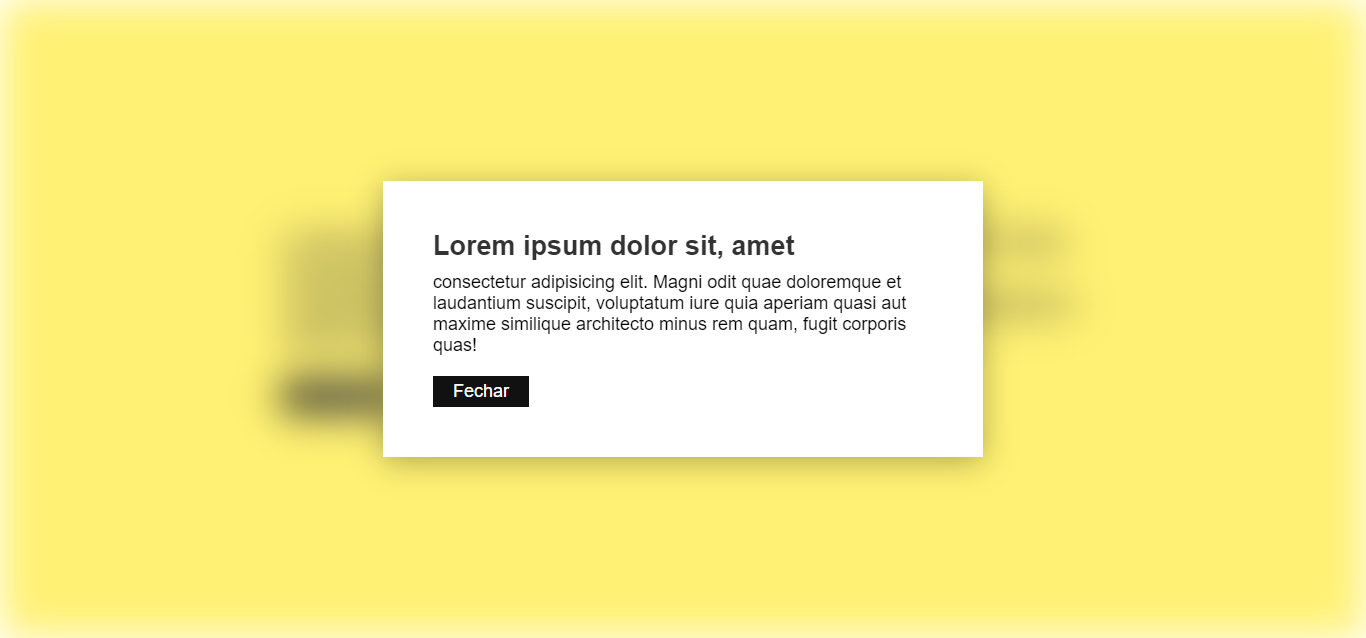 Lorem ipsum dolor sit, amet
consectetur adipisicing elit. Magni odit quae doloremque et
laudantium suscipit, voluptatum iure quia aperiam quasi aut
maxime similique architecto minus rem quam, fugit corporis
quas!
Fechar